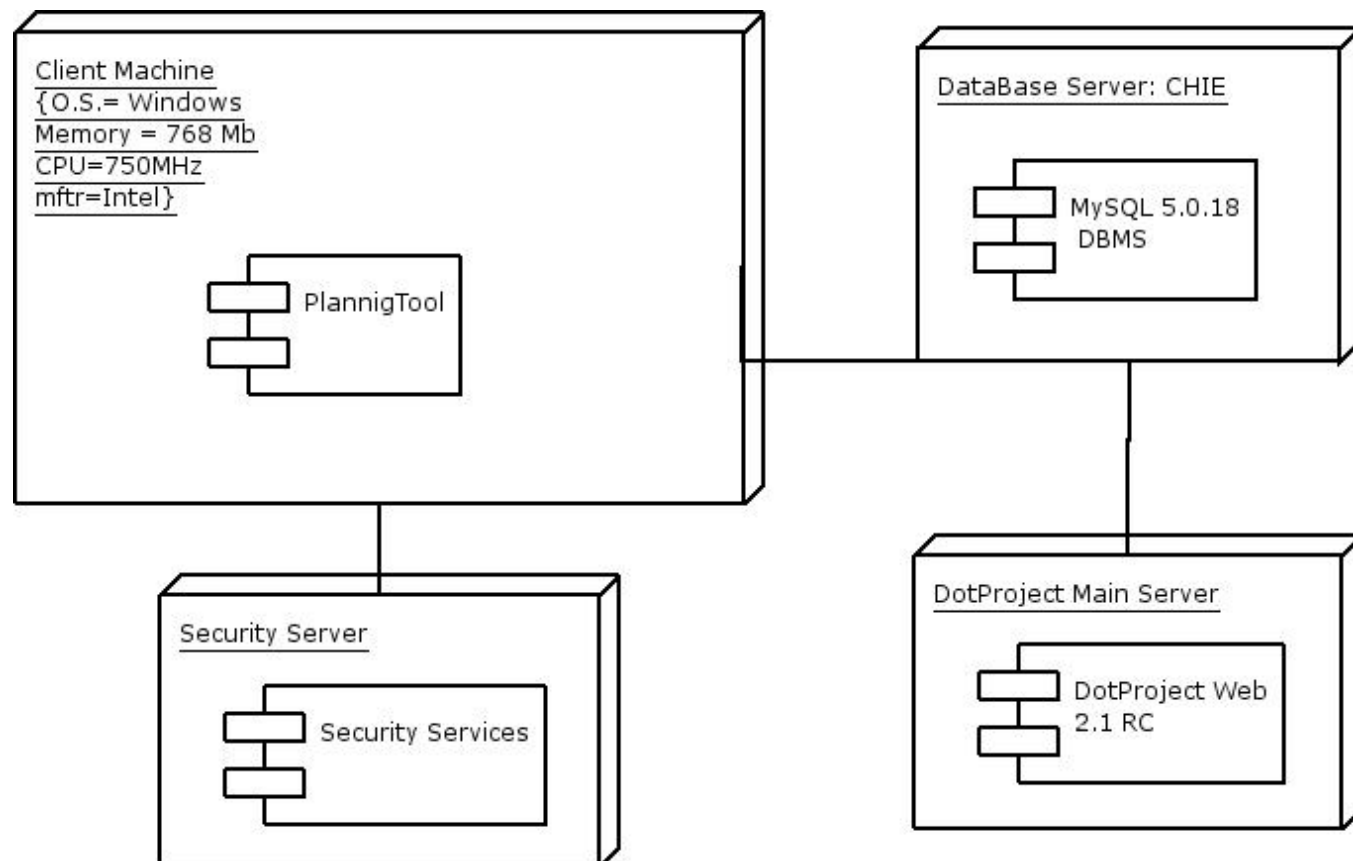 Client Machine
{O.S.= Windows
Memory = 768 Mb
CPU=750MHz
mftr=Intel}
PlannigTool
DataBase Server: CHIE
MySQL 5.0.18
DBMS
Security Server
Security Services
DotProject Main Server
DotProject Web
2.1 RC